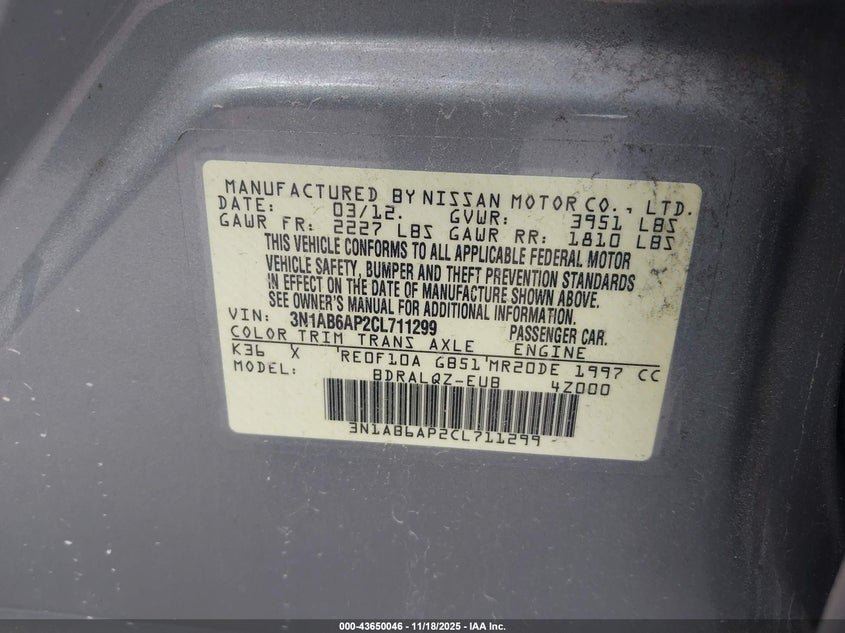 MANUFACTURED BY NISSAN MOTOR CO., LTD.
DATE: 03/12. GVWR: 3951 LBS
GAWR FR: 2227 LBS GAWR RR: 1810 LBS
THIS VEHICLE CONFORMS TO ALL APPLICABLE FEDERAL MOTOR
VEHICLE SAFETY, BUMPER AND THEFT PREVENTION STANDARDS
IN EFFECT ON THE DATE OF MANUFACTURE SHOWN ABOVE.
SEE OWNER'S MANUAL FOR ADDITIONAL INFORMATION.
VIN: 3N1AB6AP2CL711299 PASSENGER CAR.
COLOR TRIM TRANS AXLE ENGINE
K36 X RE0F10A GB51 MR20DE 1997 CC
MODEL: BDRALQZ-EUB 4Z000
3N1AB6AP2CL711299
000-43650046 - 11/18/2025 - IAA Inc.